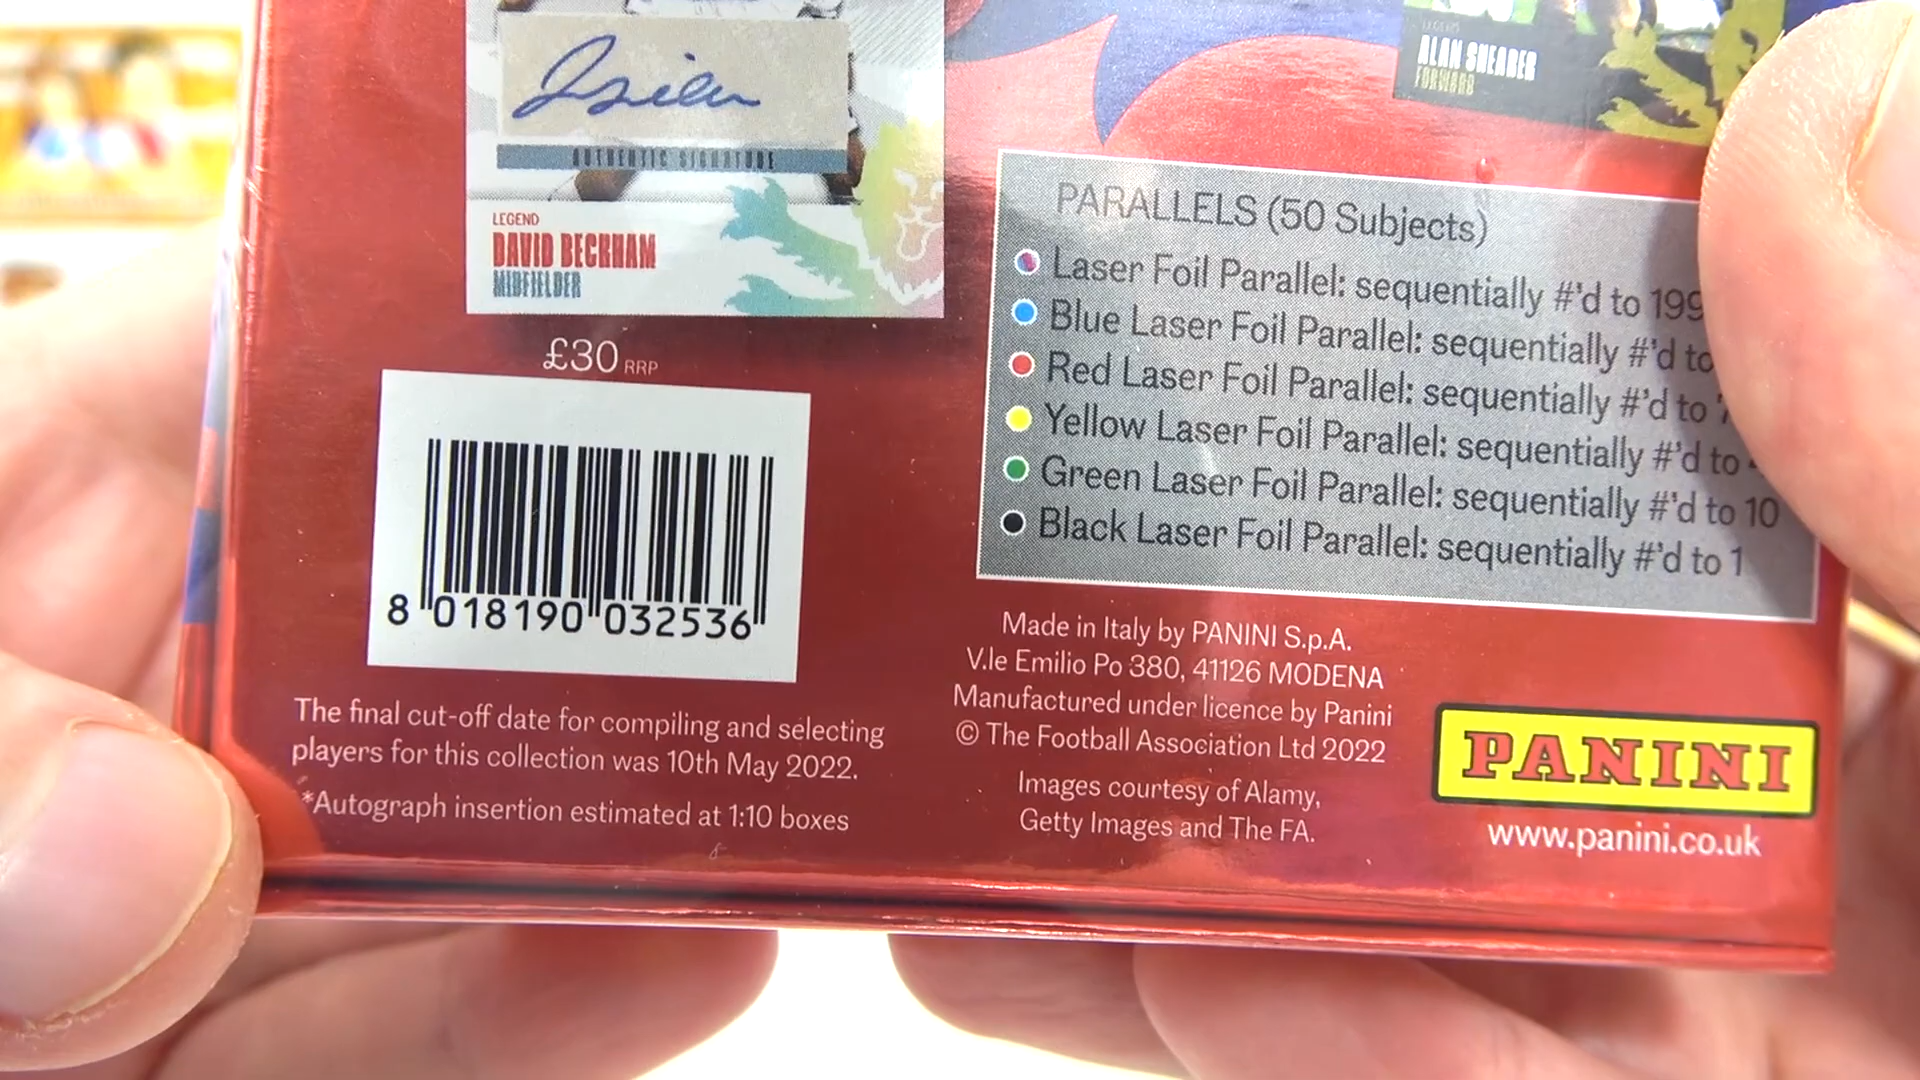 AUTHENTIC SIGNATURE
LEGEND
DAVID BECKHAM
MIDFIELDER
LEGEND
ALAN SHEARER
FORWARD
£30 RRP
8 018190 032536
The final cut-off date for compiling and selecting
players for this collection was 10th May 2022.
*Autograph insertion estimated at 1:10 boxes
PARALLELS (50 Subjects)
Laser Foil Parallel: sequentially #'d to 199
Blue Laser Foil Parallel: sequentially #'d to
Red Laser Foil Parallel: sequentially #'d to
Yellow Laser Foil Parallel: sequentially #'d to
Green Laser Foil Parallel: sequentially #'d to 10
Black Laser Foil Parallel: sequentially #'d to 1
Made in Italy by PANINI S.p.A.
V.le Emilio Po 380, 41126 MODENA
Manufactured under licence by Panini
© The Football Association Ltd 2022
Images courtesy of Alamy,
Getty Images and The FA.
PANINI
www.panini.co.uk